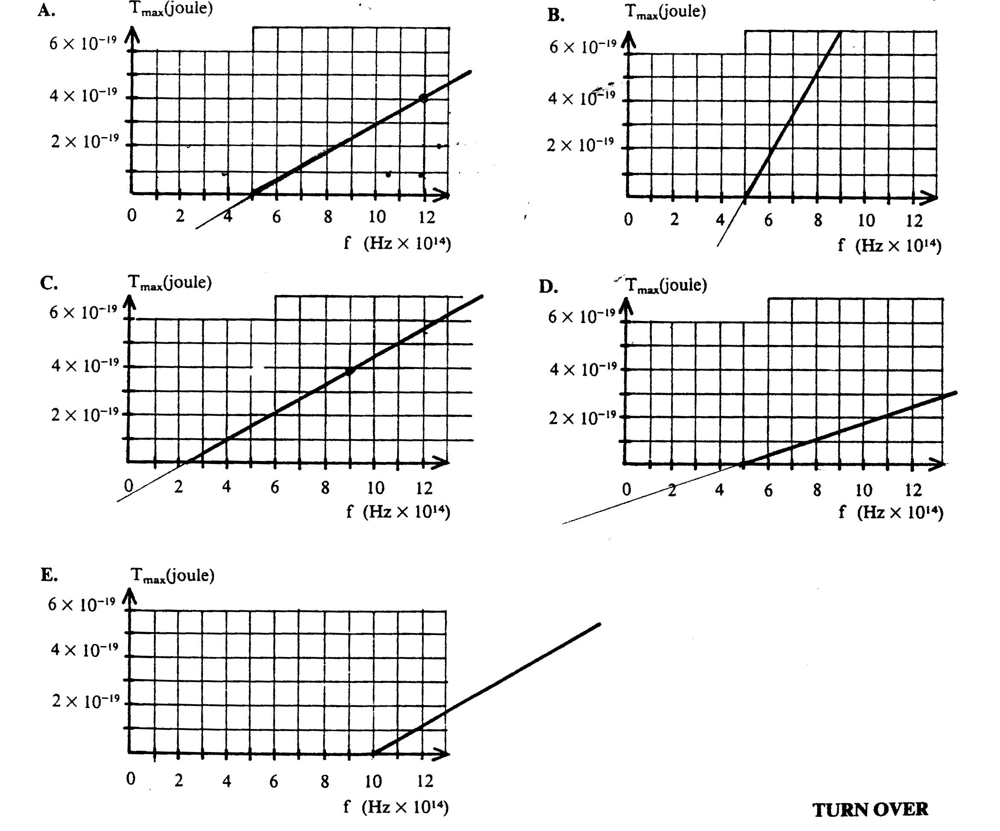 A.
T_max(joule)
6 × 10⁻¹⁹
4 × 10⁻¹⁹
2 × 10⁻¹⁹
0 2 4 6 8 10 12
f (Hz × 10¹⁴)
B.
T_max(joule)
6 × 10⁻¹⁹
4 × 10⁻¹⁹
2 × 10⁻¹⁹
0 2 4 6 8 10 12
f (Hz × 10¹⁴)
C.
T_max(joule)
6 × 10⁻¹⁹
4 × 10⁻¹⁹
2 × 10⁻¹⁹
0 2 4 6 8 10 12
f (Hz × 10¹⁴)
D.
T_max(joule)
6 × 10⁻¹⁹
4 × 10⁻¹⁹
2 × 10⁻¹⁹
0 2 4 6 8 10 12
f (Hz × 10¹⁴)
E.
T_max(joule)
6 × 10⁻¹⁹
4 × 10⁻¹⁹
2 × 10⁻¹⁹
0 2 4 6 8 10 12
f (Hz × 10¹⁴)
TURN OVER